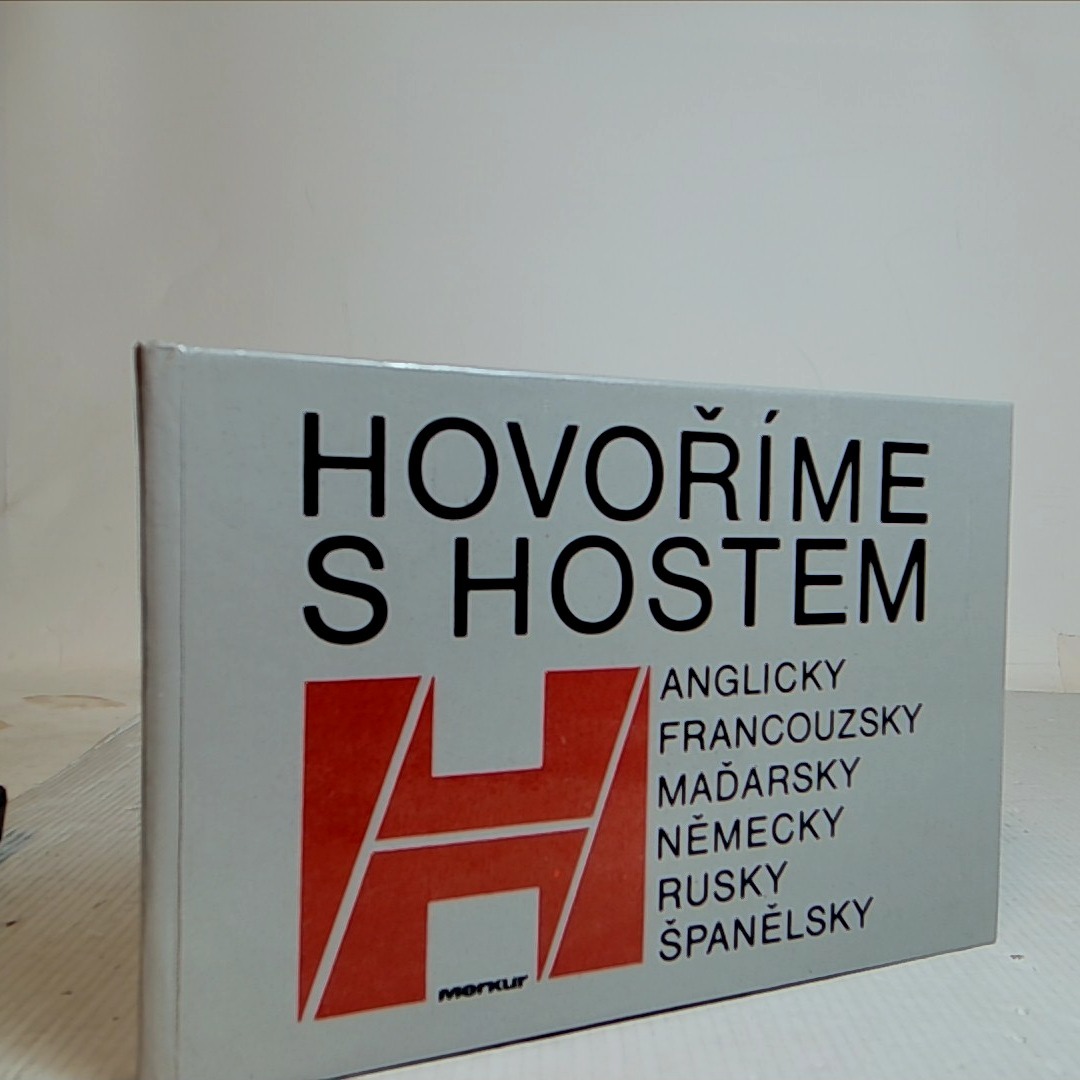 HOVOŘÍME
S HOSTEM
ANGLICKY
FRANCOUZSKY
MAĎARSKY
NĚMECKY
RUSKY
ŠPANĚLSKY
merkur